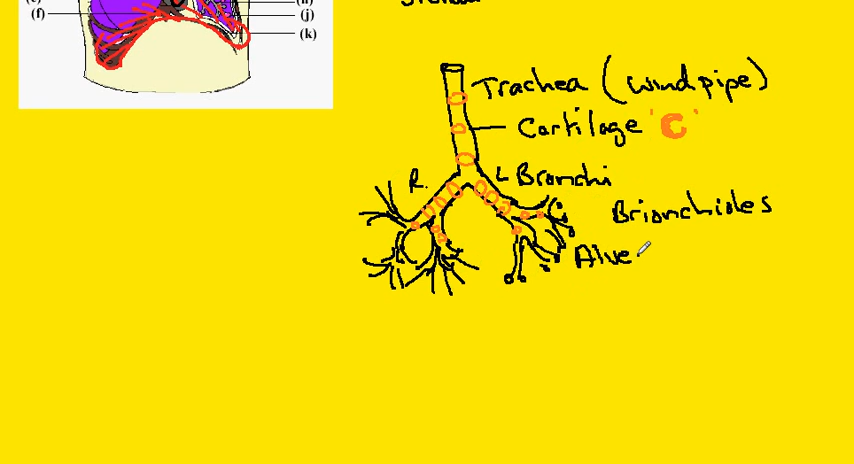 (f)
(j)
(k)
Trachea (windpipe)
Cartilage 'C'
R.
L Bronchi
Brionchioles
Alve